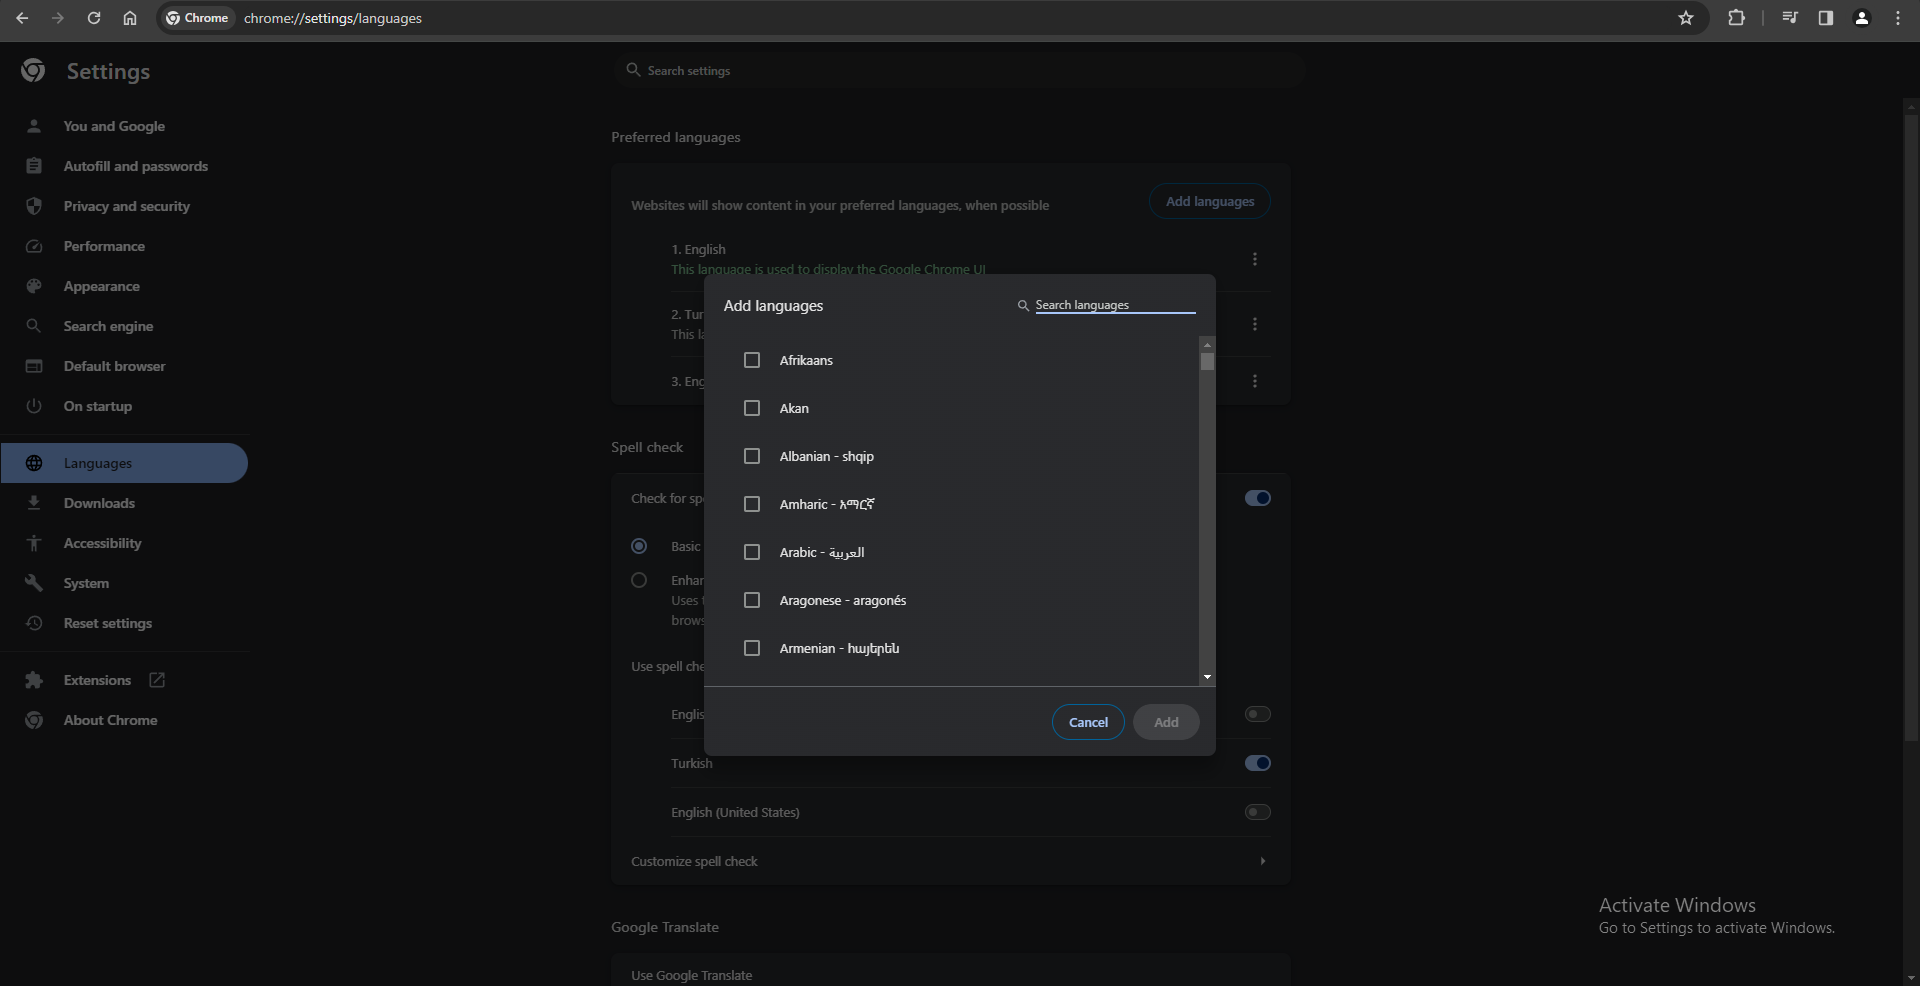 Chrome
chrome://settings/languages
Settings
Search settings
You and Google
Autofill and passwords
Privacy and security
Performance
Appearance
Search engine
Default browser
On startup
Languages
Downloads
Accessibility
System
Reset settings
Extensions
About Chrome
Preferred languages
Websites will show content in your preferred languages, when possible
Add languages
1. English
This language is used to display the Google Chrome UI
2. Tur
This la
3. Eng
Add languages
Search languages
Afrikaans
Akan
Albanian - shqip
Amharic - አማርኛ
Arabic - العربية
Aragonese - aragonés
Armenian - հայերեն
Cancel
Add
Spell check
Check for spe
Basic
Enhan
Uses t
brows
Use spell che
Englis
Turkish
English (United States)
Customize spell check
Google Translate
Use Google Translate
Activate Windows
Go to Settings to activate Windows.